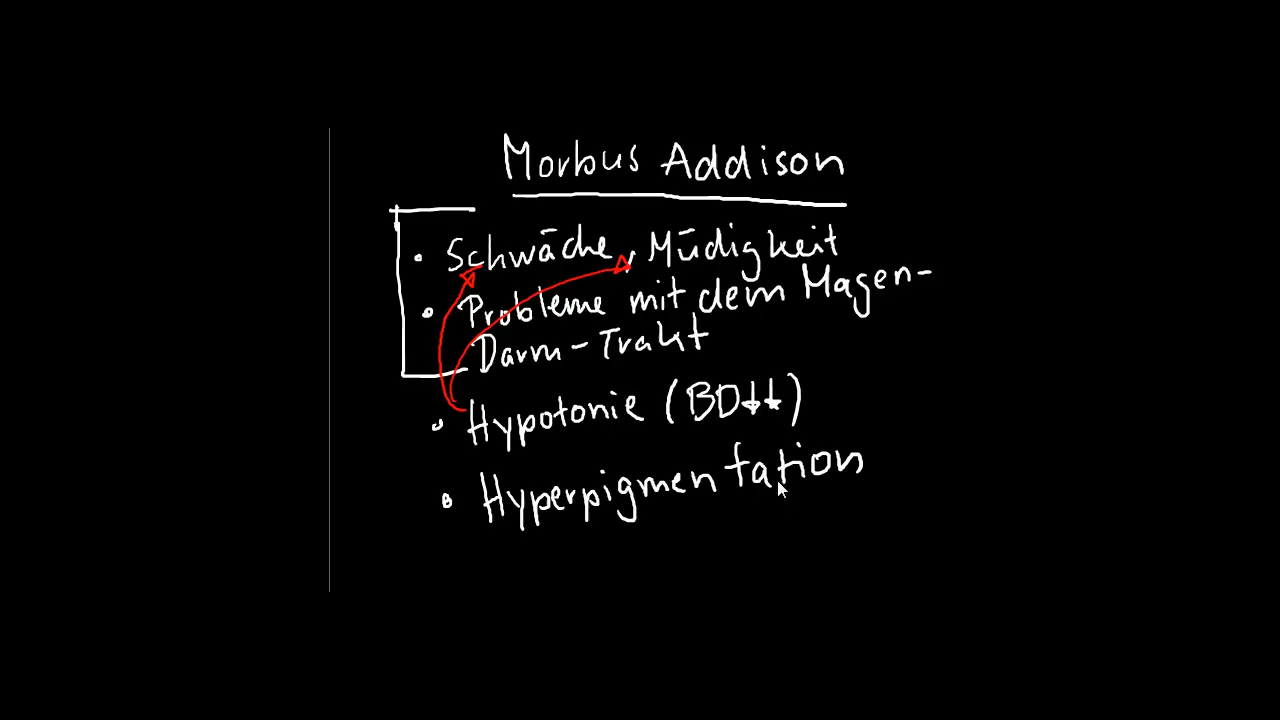 Morbus Addison
• Schwäche, Müdigkeit
• Probleme mit dem Magen-
Darm-Trakt
• Hypotonie (BD↓↓)
• Hyperpigmentation